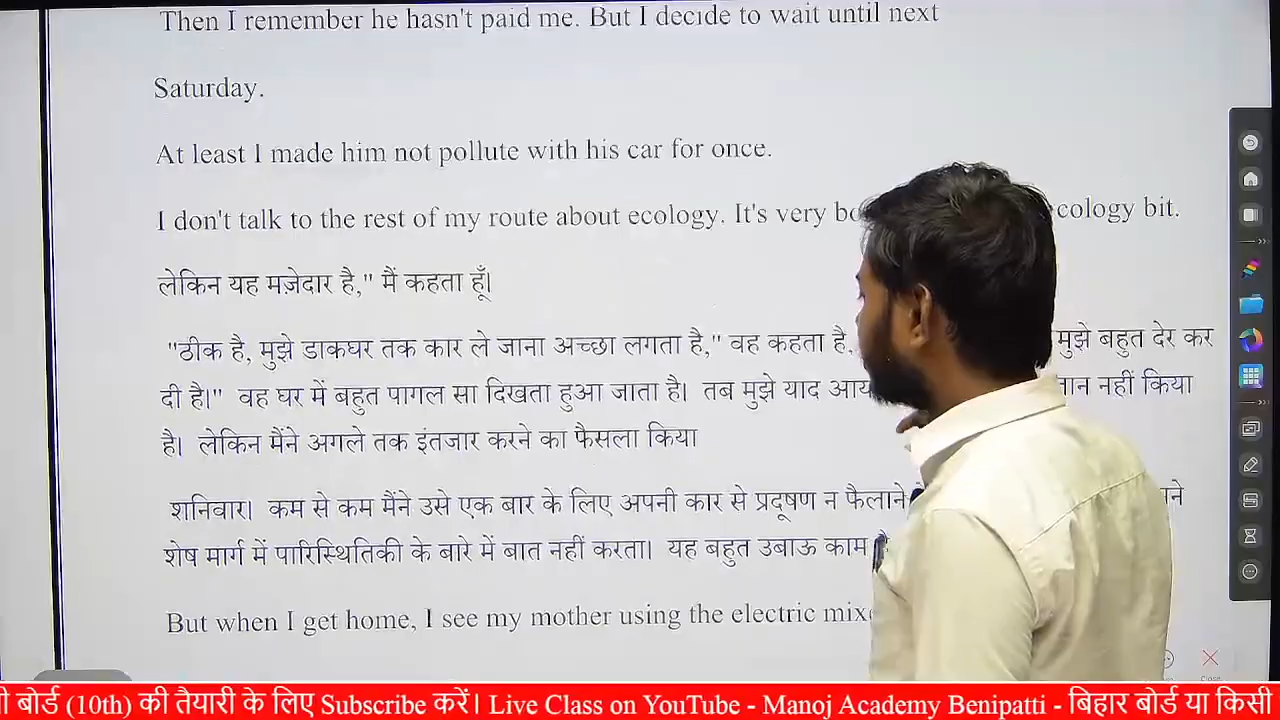 Then I remember he hasn't paid me. But I decide to wait until next
Saturday.
At least I made him not pollute with his car for once.
I don't talk to the rest of my route about ecology. It's very cology bit.
लेकिन यह मज़ेदार है," मैं कहता हूँ।
"ठीक है, मुझे डाकघर तक कार ले जाना अच्छा लगता है," वह कहता है, मुझे बहुत देर कर
दी है।" वह घर में बहुत पागल सा दिखता हुआ जाता है। तब मुझे याद नहीं किया
है। लेकिन मैंने अगले तक इंतजार करने का फैसला किया
शनिवार। कम से कम मैंने उसे एक बार के लिए अपनी कार से प्रदूषण न फैलाने
शेष मार्ग में पारिस्थितिकी के बारे में बात नहीं करता। यह बहुत उबाऊ काम
But when I get home, I see my mother using the electric
बोर्ड (10th) की तैयारी के लिए Subscribe करें। Live Class on YouTube - Manoj Academy Benipatti - बिहार बोर्ड या किसी